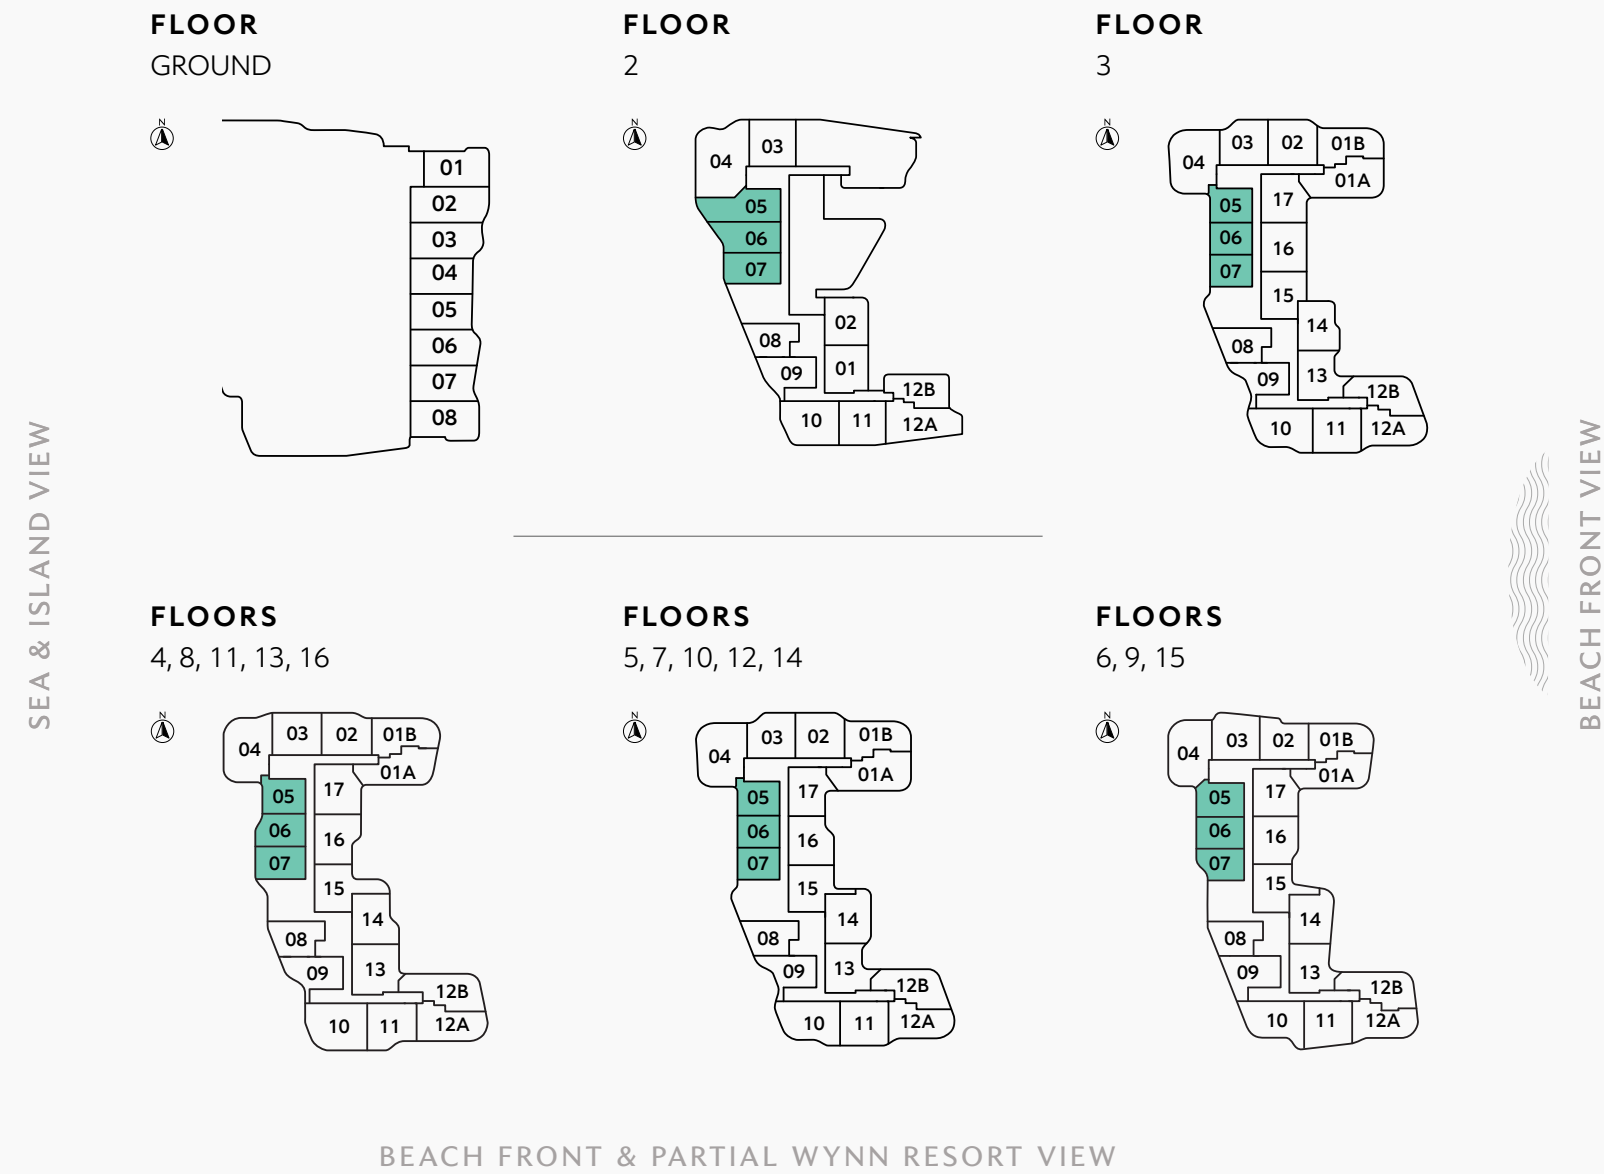 FLOOR
GROUND
N
01
02
03
04
05
06
07
08
FLOOR
2
N
03
04
05
06
07
02
08
01
09
12B
10
11
12A
FLOOR
3
N
03
02
01B
04
01A
05
17
06
16
07
15
14
08
13
09
12B
10
11
12A
SEA & ISLAND VIEW
BEACH FRONT VIEW
FLOORS
4, 8, 11, 13, 16
N
03
02
01B
04
01A
05
17
06
16
07
15
14
08
13
09
12B
10
11
12A
FLOORS
5, 7, 10, 12, 14
N
03
02
01B
04
01A
05
17
06
16
07
15
14
08
13
09
12B
10
11
12A
FLOORS
6, 9, 15
N
03
02
01B
04
01A
05
17
06
16
07
15
14
08
13
09
12B
10
11
12A
BEACH FRONT & PARTIAL WYNN RESORT VIEW